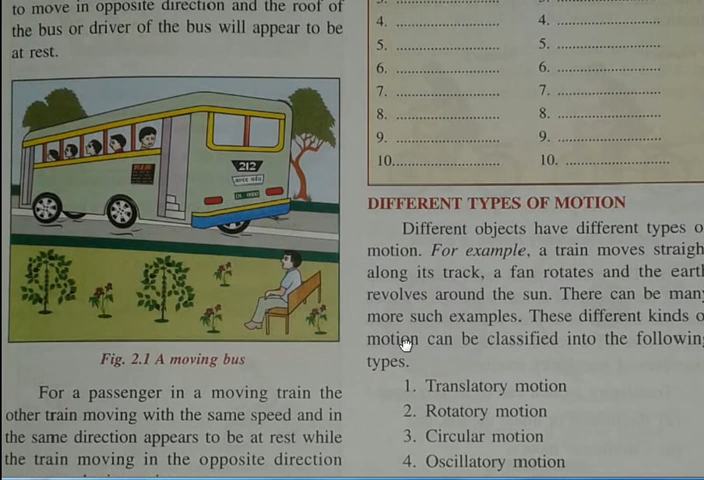 to move in opposite direction and the roof of
the bus or driver of the bus will appear to be
at rest.
212
Fig. 2.1 A moving bus
For a passenger in a moving train the
other train moving with the same speed and in
the same direction appears to be at rest while
the train moving in the opposite direction
4. .......................... 4. ..........................
5. .......................... 5. ..........................
6. .......................... 6. ..........................
7. .......................... 7. ..........................
8. .......................... 8. ..........................
9. .......................... 9. ..........................
10............................ 10. ..........................
DIFFERENT TYPES OF MOTION
Different objects have different types o
motion. For example, a train moves straigh
along its track, a fan rotates and the eart
revolves around the sun. There can be man
more such examples. These different kinds o
motion can be classified into the followin
types.
1. Translatory motion
2. Rotatory motion
3. Circular motion
4. Oscillatory motion